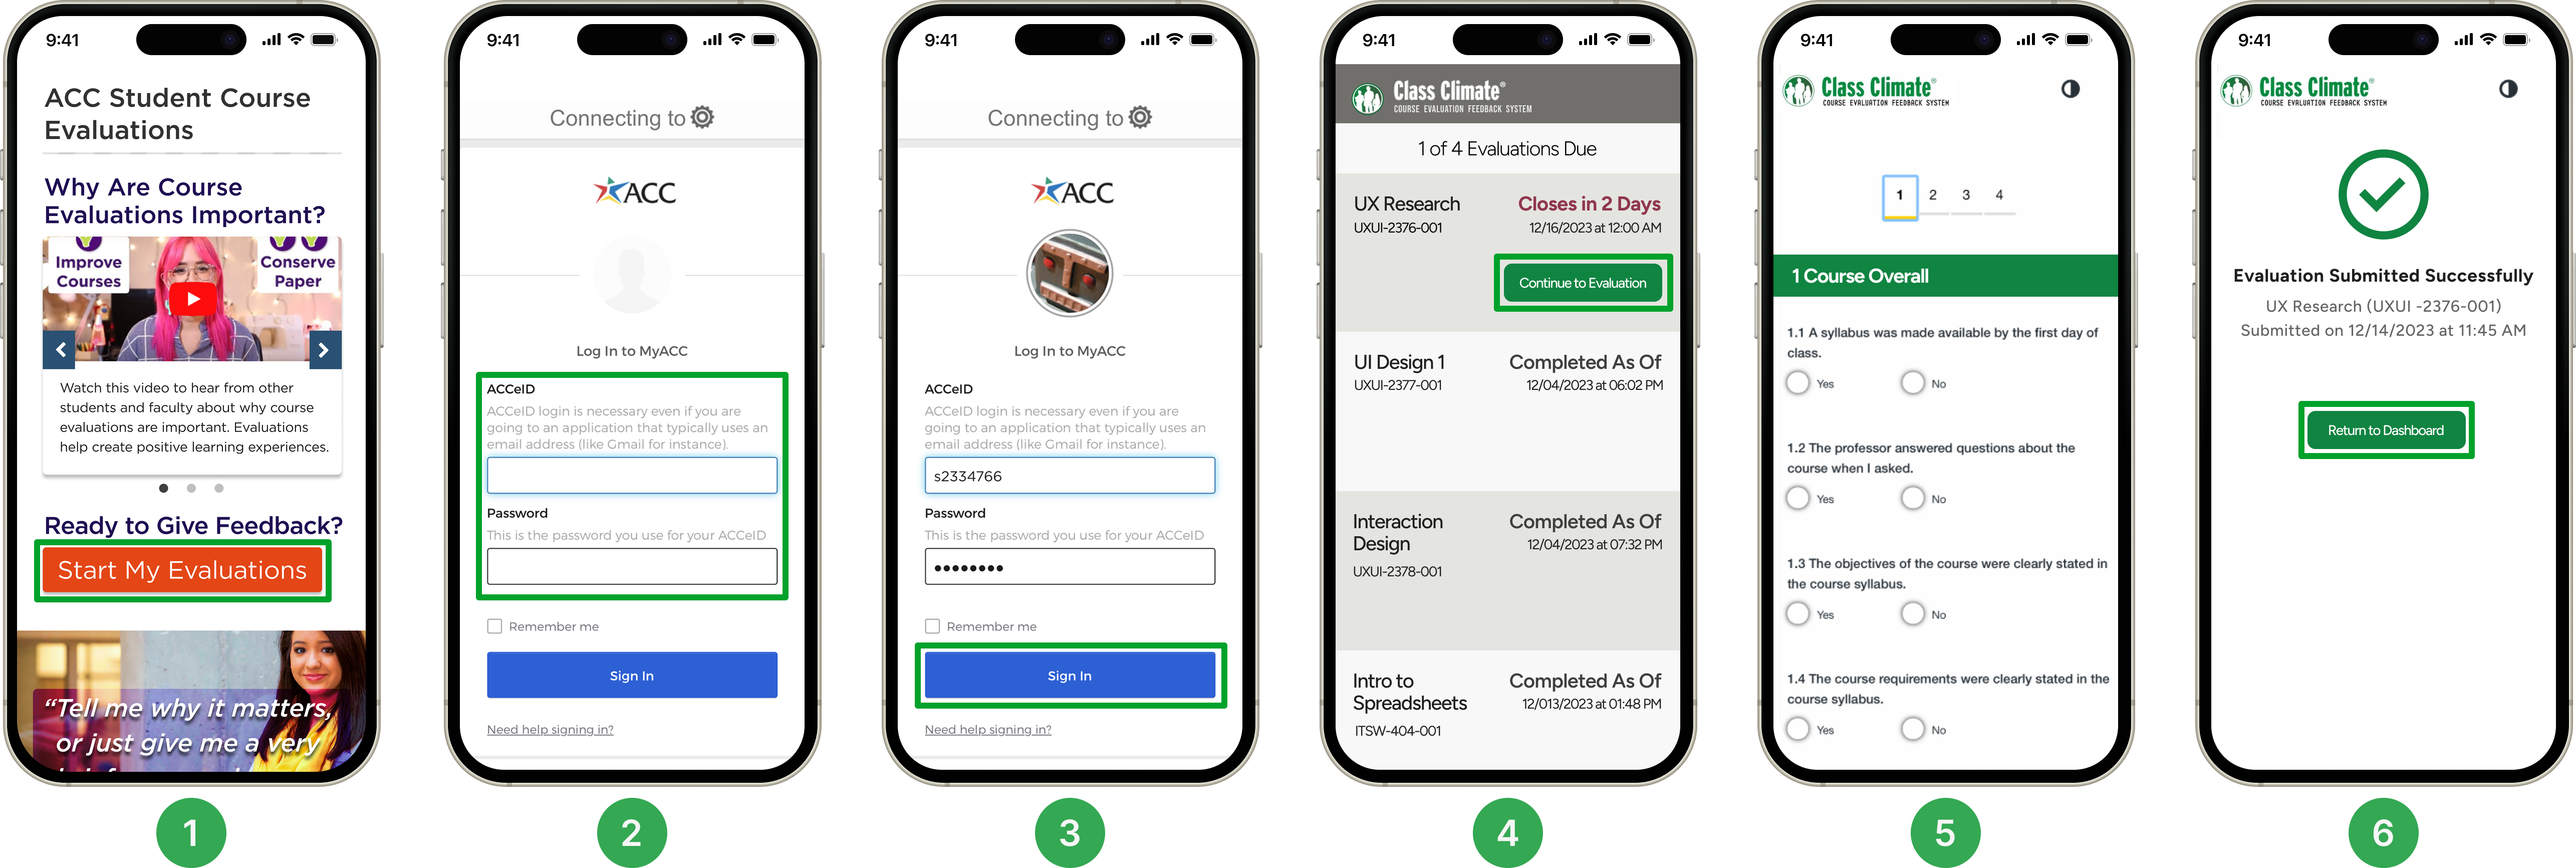 9:41
ACC Student Course
Evaluations
Why Are Course
Evaluations Important?
Improve
Courses
Conserve
Paper
Watch this video to hear from other
students and faculty about why course
evaluations are important. Evaluations
help create positive learning experiences.
Ready to Give Feedback?
Start My Evaluations
“Tell me why it matters,
or just give me a very
1
9:41
Connecting to
ACC
Log In to MyACC
ACCeID
ACCeID login is necessary even if you are
going to an application that typically uses an
email address (like Gmail for instance).
Password
This is the password you use for your ACCeID
Remember me
Sign In
Need help signing in?
2
9:41
Connecting to
ACC
Log In to MyACC
ACCeID
ACCeID login is necessary even if you are
going to an application that typically uses an
email address (like Gmail for instance).
s2334766
Password
This is the password you use for your ACCeID
••••••••
Remember me
Sign In
Need help signing in?
3
9:41
Class Climate®
COURSE EVALUATION FEEDBACK SYSTEM
1 of 4 Evaluations Due
UX Research Closes in 2 Days
UXUI-2376-001 12/16/2023 at 12:00 AM
Continue to Evaluation
UI Design 1 Completed As Of
UXUI-2377-001 12/04/2023 at 06:02 PM
Interaction Completed As Of
Design 12/04/2023 at 07:32 PM
UXUI-2378-001
Intro to Completed As Of
Spreadsheets 12/013/2023 at 01:48 PM
ITSW-404-001
4
9:41
Class Climate®
COURSE EVALUATION FEEDBACK SYSTEM
1 2 3 4
1 Course Overall
1.1 A syllabus was made available by the first day of
class.
Yes No
1.2 The professor answered questions about the
course when I asked.
Yes No
1.3 The objectives of the course were clearly stated in
the course syllabus.
Yes No
1.4 The course requirements were clearly stated in the
course syllabus.
Yes No
5
9:41
Class Climate®
COURSE EVALUATION FEEDBACK SYSTEM
Evaluation Submitted Successfully
UX Research (UXUI -2376-001)
Submitted on 12/14/2023 at 11:45 AM
Return to Dashboard
6